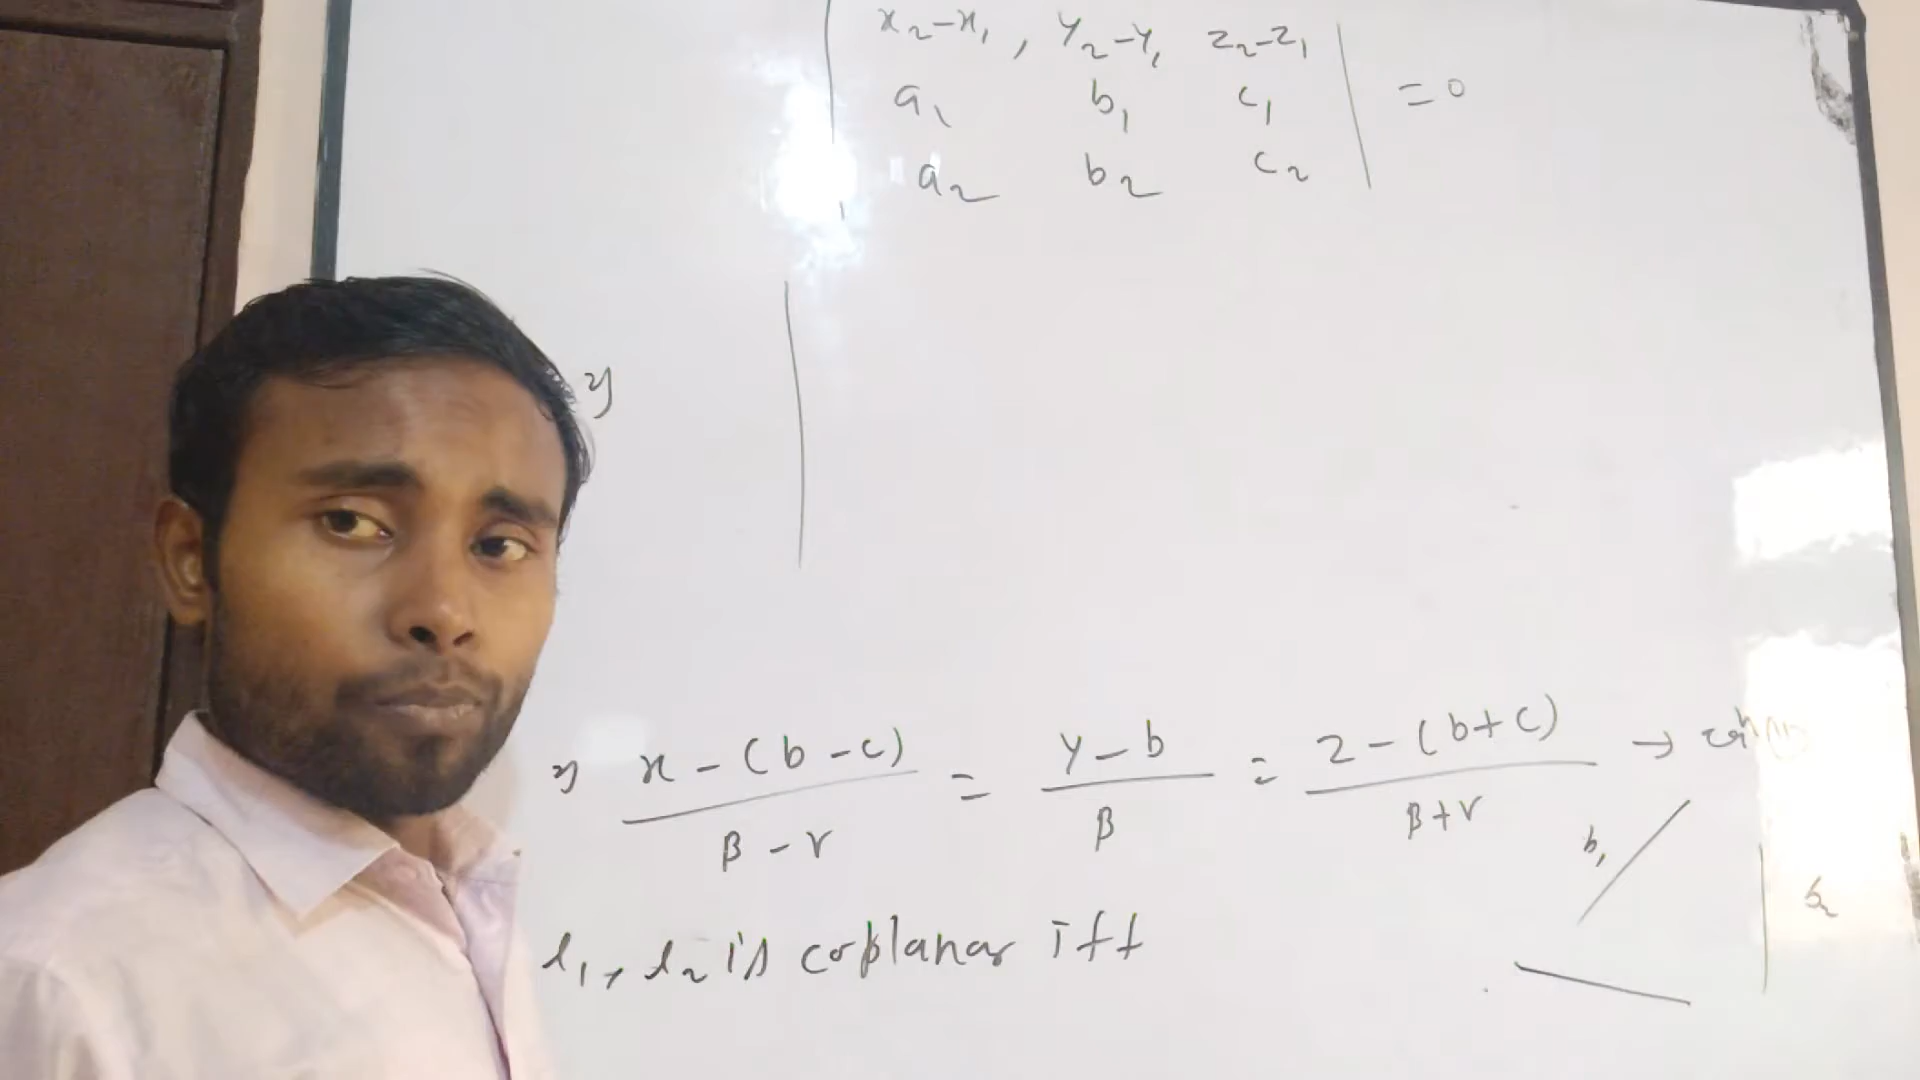 | x₂-x₁, y₂-y₁ z₂-z₁ |
| a₁ b₁ c₁ | =0
| a₂ b₂ c₂ |
⇒ |
⇒ x-(b-c)/β-γ = y-b/β = z-(b+c)/β+γ →
b₁
b₂
l₁, l₂ is coplanar iff